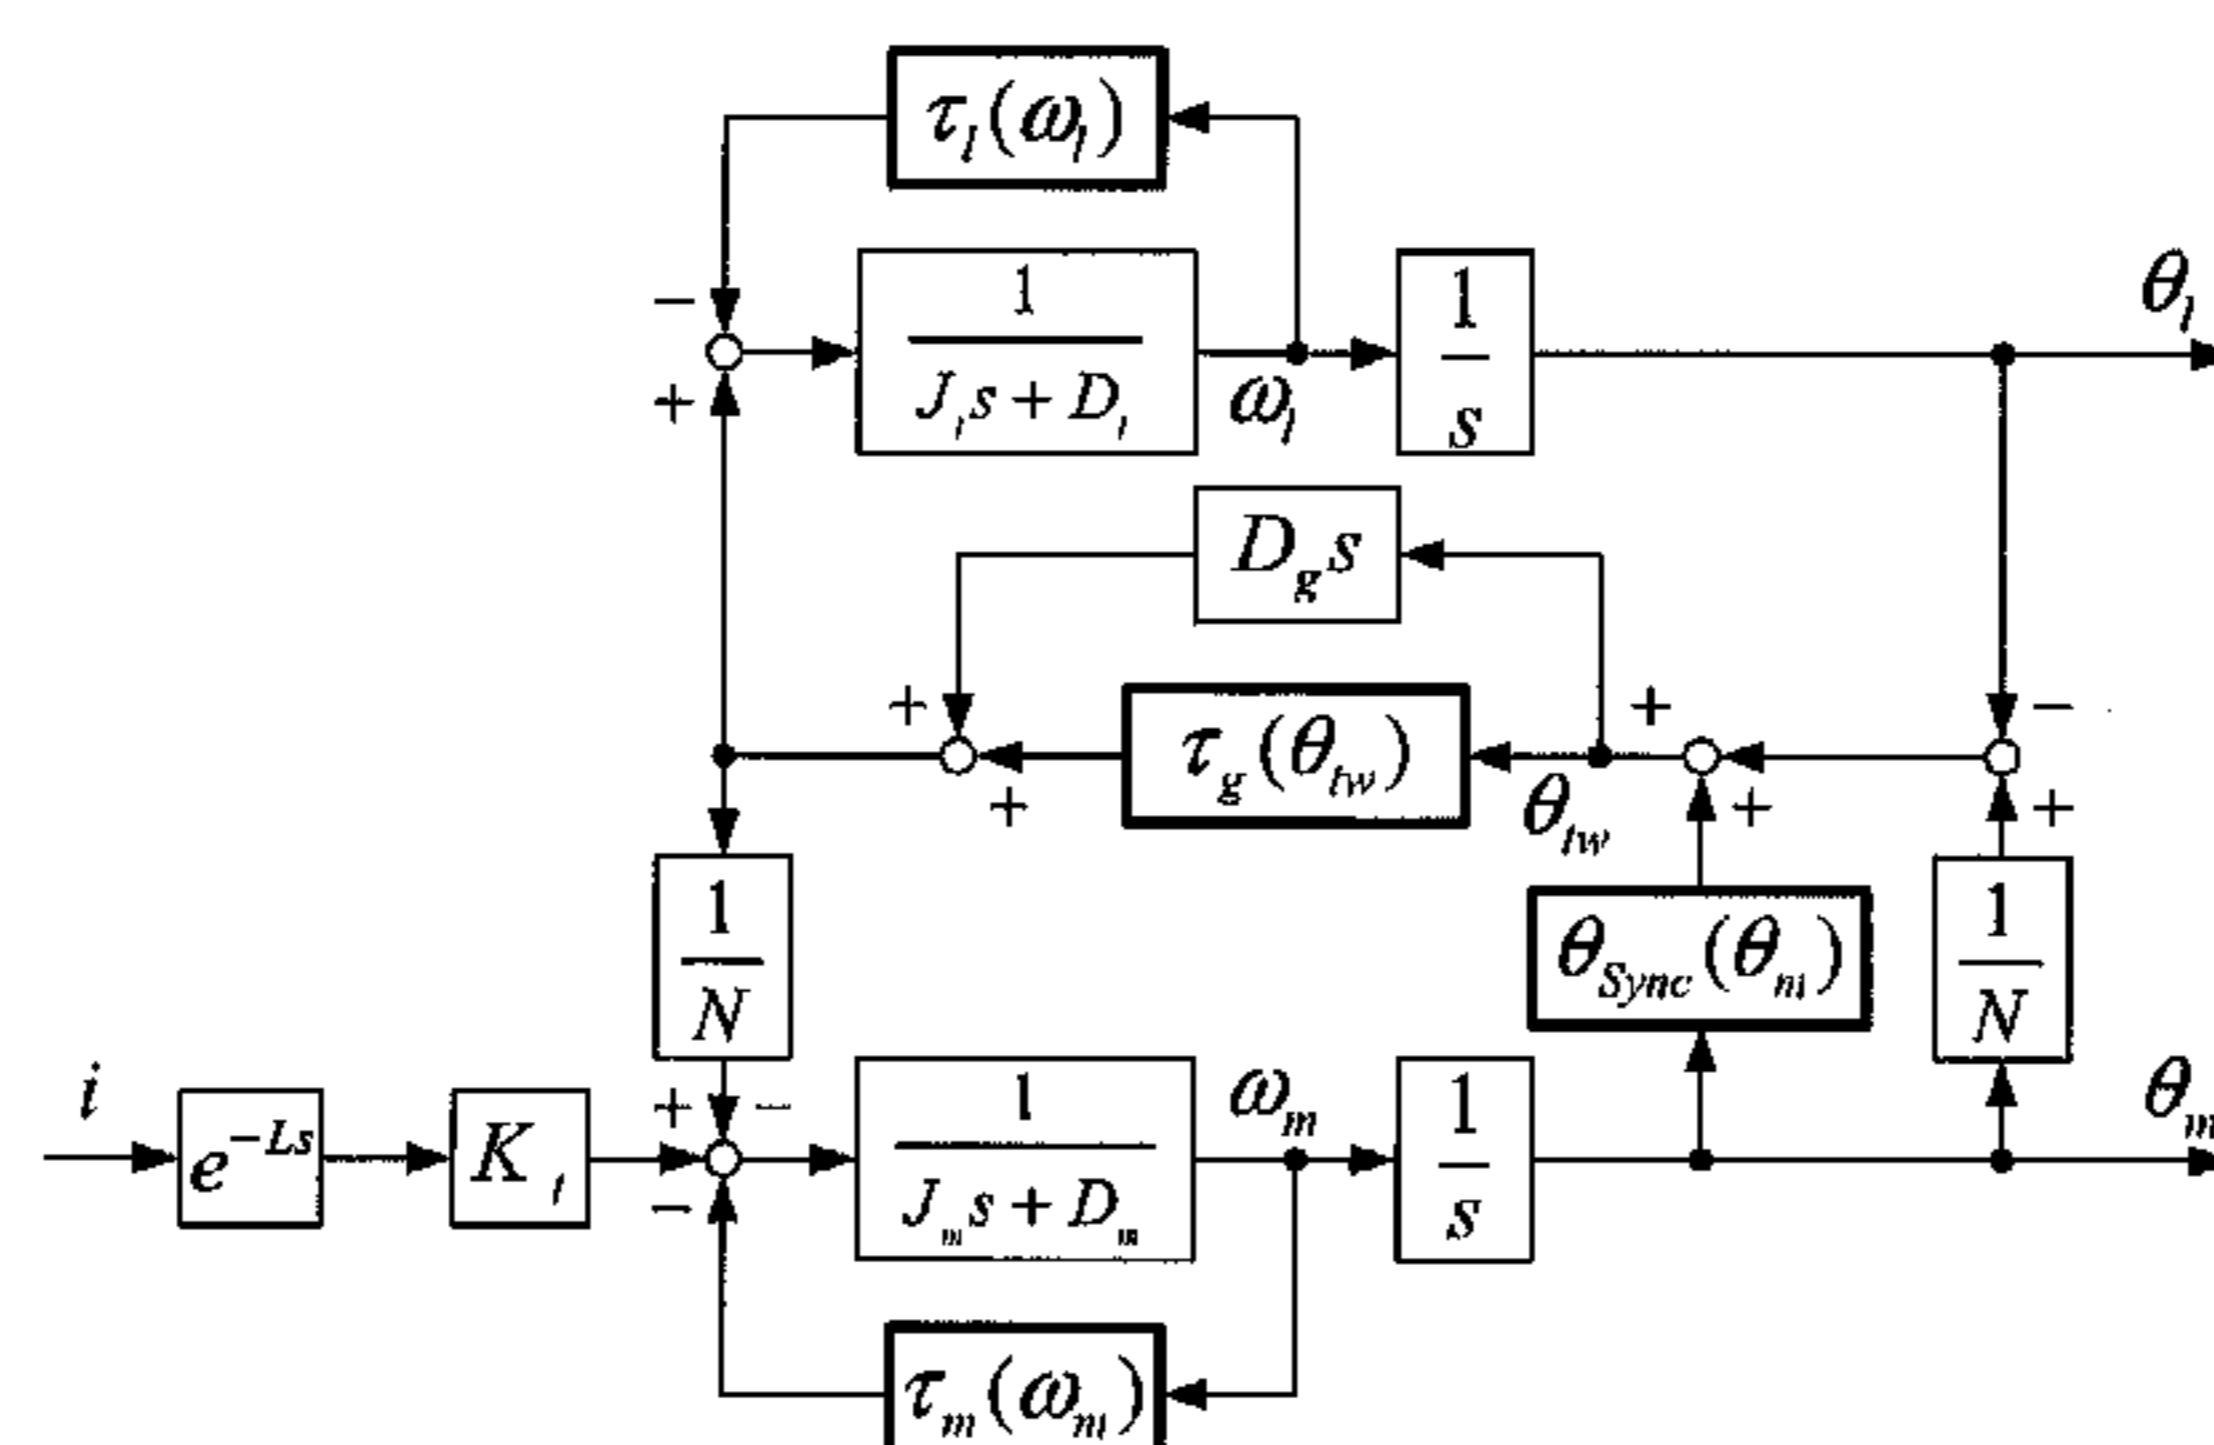 τ_l(ω_l)
−
1
J_l s + D_l
ω_l
1
s
θ_l
+
D_g s
+
+
τ_g(θ_tw)
θ_tw
+
+
−
+
1
N
θ_Sync(θ_m)
1
N
i
e^{−Ls}
K_t
+
−
−
1
J_m s + D_m
ω_m
1
s
θ_m
τ_m(ω_m)